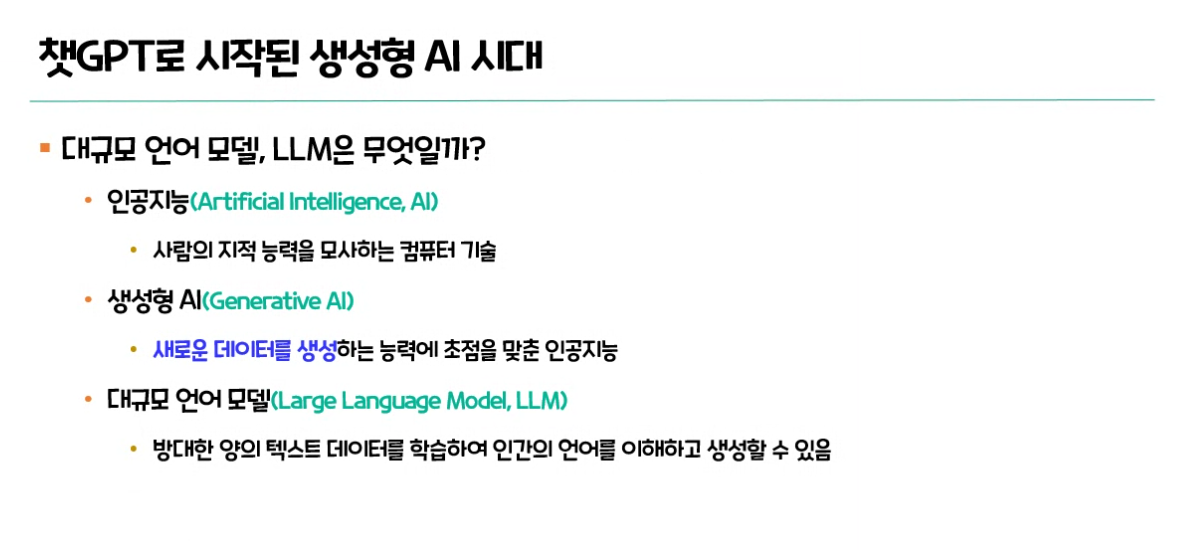 챗GPT로 시작된 생성형 AI 시대
▪ 대규모 언어 모델, LLM은 무엇일까?
• 인공지능(Artificial Intelligence, AI)
• 사람의 지적 능력을 모사하는 컴퓨터 기술
• 생성형 AI(Generative AI)
• 새로운 데이터를 생성하는 능력에 초점을 맞춘 인공지능
• 대규모 언어 모델(Large Language Model, LLM)
• 방대한 양의 텍스트 데이터를 학습하여 인간의 언어를 이해하고 생성할 수 있음